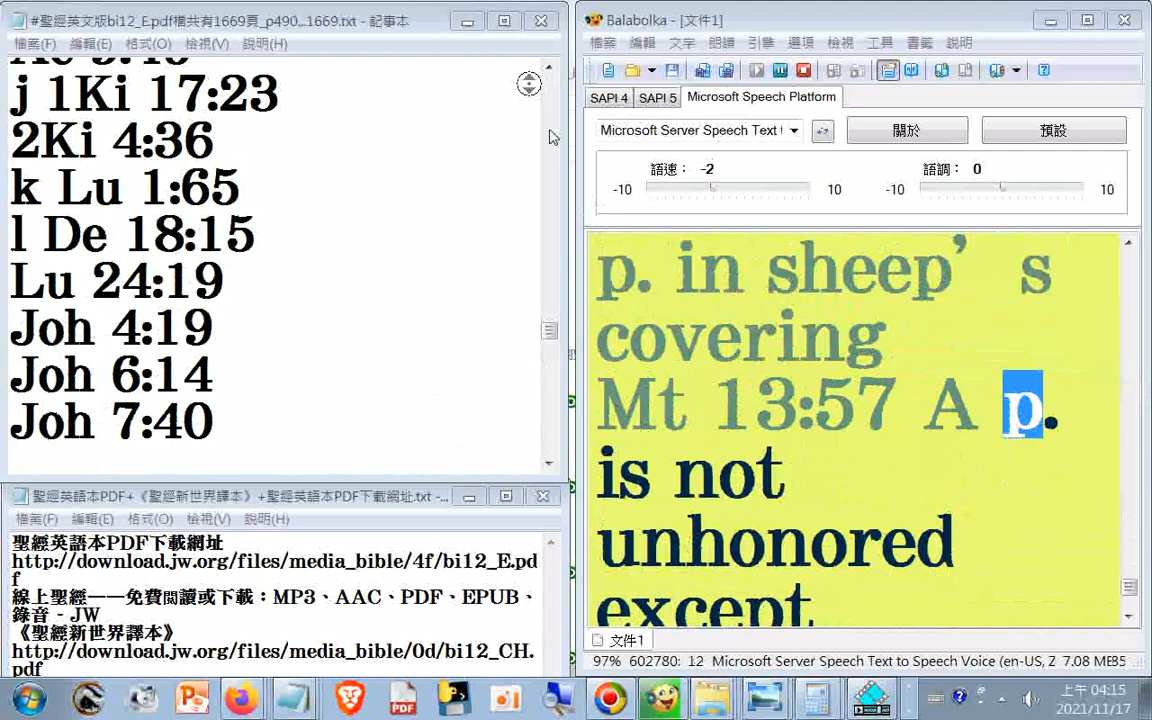 #聖經英文版bi12_E.pdf橫共有1669頁_p490,..1669.txt - 記事本
檔案(F) 編輯(E) 格式(O) 檢視(V) 說明(H)
j 1Ki 17:23
2Ki 4:36
k Lu 1:65
l De 18:15
Lu 24:19
Joh 4:19
Joh 6:14
Joh 7:40
聖經英語本PDF+《聖經新世界譯本》+聖經英語本PDF下載網址.txt - ...
檔案(F) 編輯(E) 格式(O) 檢視(V) 說明(H)
聖經英語本PDF下載網址
http://download.jw.org/files/media_bible/4f/bi12_E.pd
f
線上聖經——免費閱讀或下載：MP3、AAC、PDF、EPUB、
錄音 - JW
《聖經新世界譯本》
http://download.jw.org/files/media_bible/0d/bi12_CH.
pdf
Balabolka - [文件1]
檔案 編輯 文字 朗讀 引擎 選項 檢視 工具 書籤 說明
SAPI 4 SAPI 5 Microsoft Speech Platform
Microsoft Server Speech Text 關於 預設
語速： -2 語調： 0
-10 10 -10 10
p. in sheep’s
covering
Mt 13:57 A p.
is not
unhonored
except
文件1
97% 602780: 12 Microsoft Server Speech Text to Speech Voice (en-US, Z 7.08 MB
上午 04:15
2021/11/17